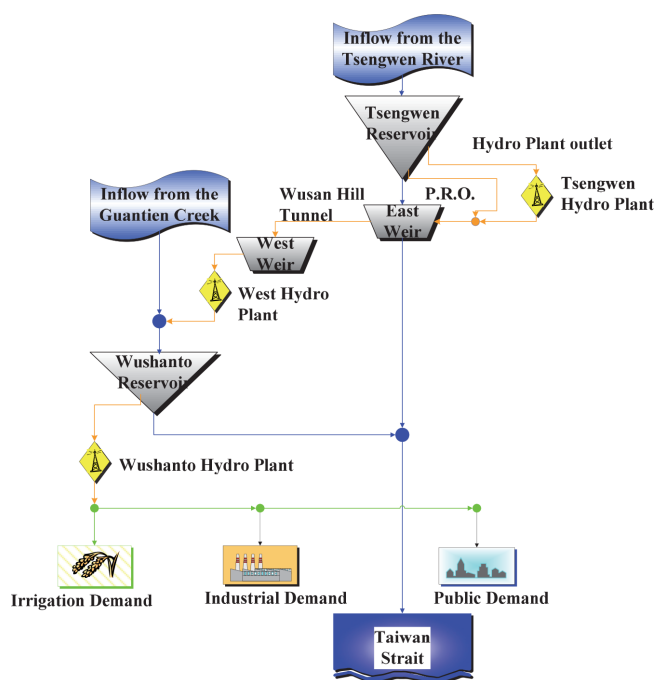 Inflow from the
Tsengwen River
Tsengwen
Reservoir
Hydro Plant outlet
Inflow from the
Guantien Creek
Wusan Hill
Tunnel
P.R.O.
Tsengwen
Hydro Plant
East
Weir
West
Weir
West Hydro
Plant
Wushanto
Reservoir
Wushanto Hydro Plant
Irrigation Demand
Industrial Demand
Public Demand
Taiwan
Strait